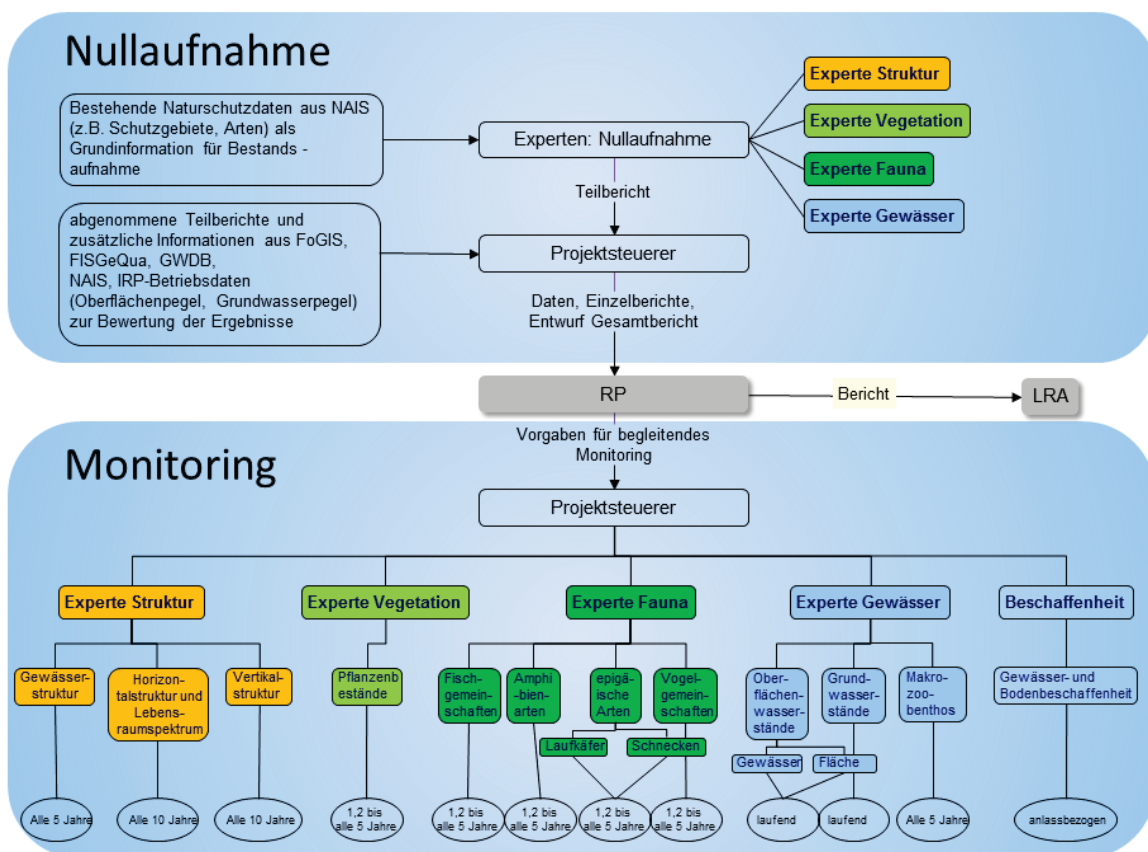 Nullaufnahme
Bestehende Naturschutzdaten aus NAIS
(z.B. Schutzgebiete, Arten) als
Grundinformation für Bestands -
aufnahme
Experten: Nullaufnahme
Experte Struktur
Experte Vegetation
Experte Fauna
Experte Gewässer
Teilbericht
abgenommene Teilberichte und
zusätzliche Informationen aus FoGIS,
FISGeQua, GWDB,
NAIS, IRP-Betriebsdaten
(Oberflächenpegel, Grundwasserpegel)
zur Bewertung der Ergebnisse
Projektsteuerer
Daten, Einzelberichte,
Entwurf Gesamtbericht
RP
Bericht
LRA
Monitoring
Vorgaben für begleitendes
Monitoring
Projektsteuerer
Experte Struktur
Experte Vegetation
Experte Fauna
Experte Gewässer
Beschaffenheit
Gewässer-
struktur
Horizon-
talstruktur und
Lebens-
raumspektrum
Vertikal-
struktur
Pflanzenb
estände
Fisch-
gemein-
schaften
Amphi
-bien-
arten
epigä-
ische
Arten
Vogel-
gemein-
schaften
Laufkäfer
Schnecken
Ober-
flächen-
wasser-
stände
Grund-
wasser-
stände
Makro-
zoo-
benthos
Gewässer
Fläche
Gewässer- und
Bodenbeschaffenheit
Alle 5 Jahre
Alle 10 Jahre
Alle 10 Jahre
1,2 bis
alle 5 Jahre
1,2 bis
alle 5 Jahre
1,2 bis
alle 5 Jahre
1,2 bis
alle 5 Jahre
1,2 bis
alle 5 Jahre
laufend
laufend
Alle 5 Jahre
anlassbezogen